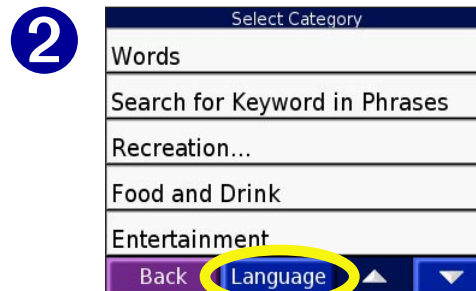 2
Select Category
Words
Search for Keyword in Phrases
Recreation...
Food and Drink
Entertainment
Back Language